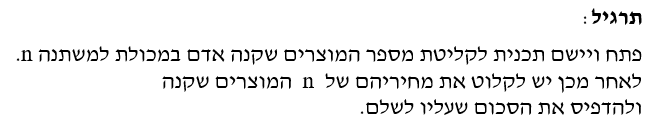 תרגיל:
פתח ויישם תכנית לקליטת מספר המוצרים שקנה אדם במכולת למשתנה n.
לאחר מכן יש לקלוט את מחיריהם של n המוצרים שקנה
ולהדפיס את הסכום שעליו לשלם.